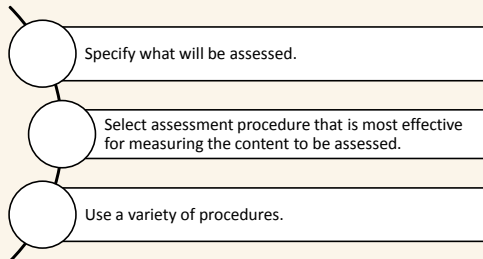 Specify what will be assessed.
Select assessment procedure that is most effective
for measuring the content to be assessed.
Use a variety of procedures.